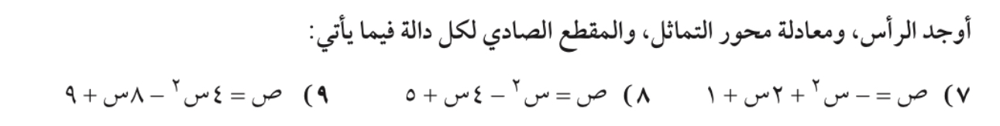 أوجد الرأس، ومعادلة محور التماثل، والمقطع الصادي لكل دالة فيما يأتي:
٧) ص = – س٢ + ٢س + ١ ٨) ص = س٢ – ٤س + ٥ ٩) ص = ٤س٢ – ٨س + ٩